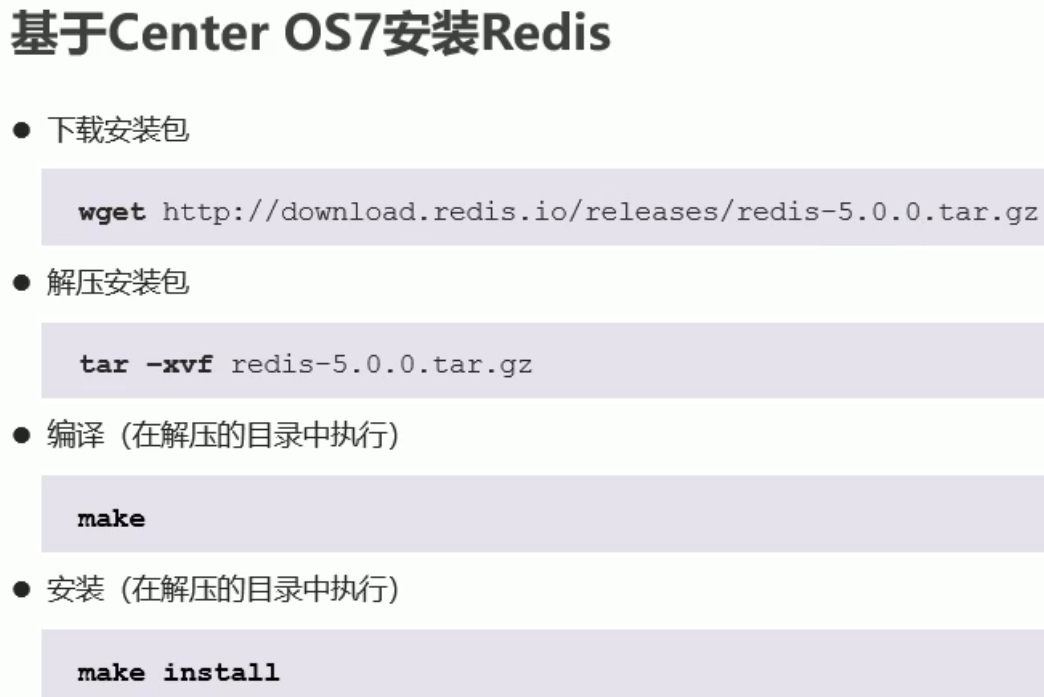 基于Center OS7安装Redis
● 下载安装包
wget http://download.redis.io/releases/redis-5.0.0.tar.gz
● 解压安装包
tar -xvf redis-5.0.0.tar.gz
● 编译（在解压的目录中执行）
make
● 安装（在解压的目录中执行）
make install